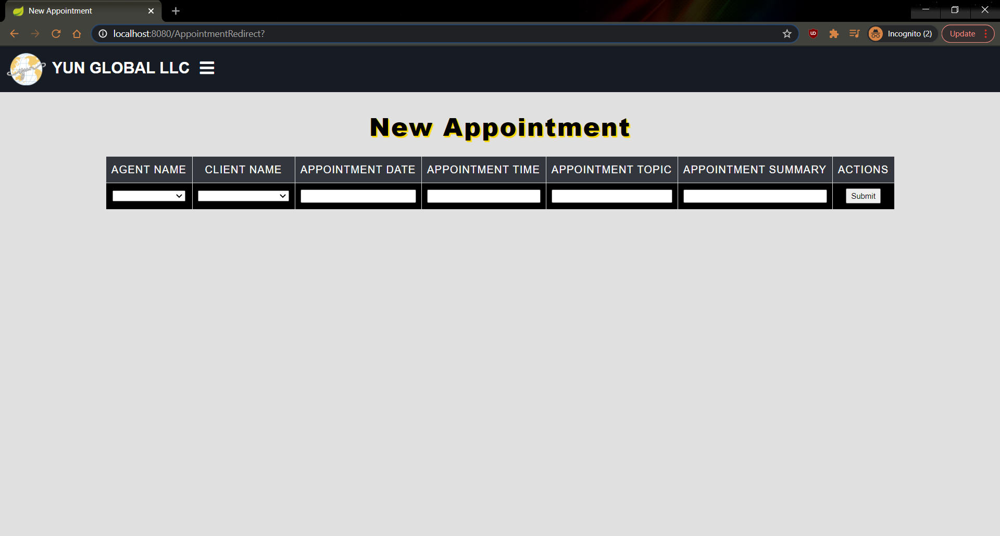 New Appointment
localhost:8080/AppointmentRedirect?
Incognito (2)
Update
yun
YUN GLOBAL LLC
New Appointment
AGENT NAME CLIENT NAME APPOINTMENT DATE APPOINTMENT TIME APPOINTMENT TOPIC APPOINTMENT SUMMARY ACTIONS
Submit